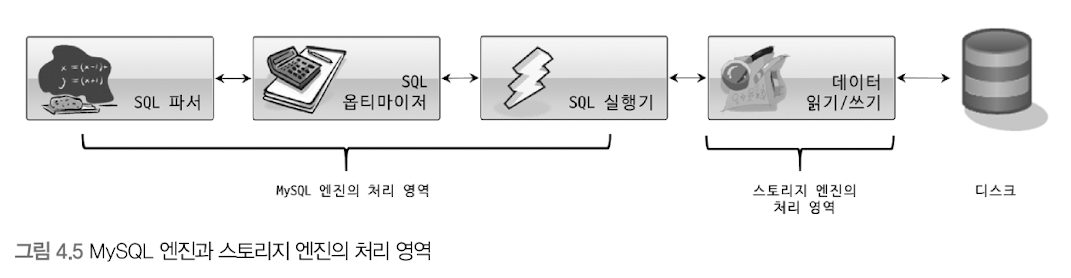 SQL 파서
SQL
옵티마이저
SQL 실행기
데이터
읽기/쓰기
MySQL 엔진의 처리 영역
스토리지 엔진의
처리 영역
디스크
그림 4.5 MySQL 엔진과 스토리지 엔진의 처리 영역